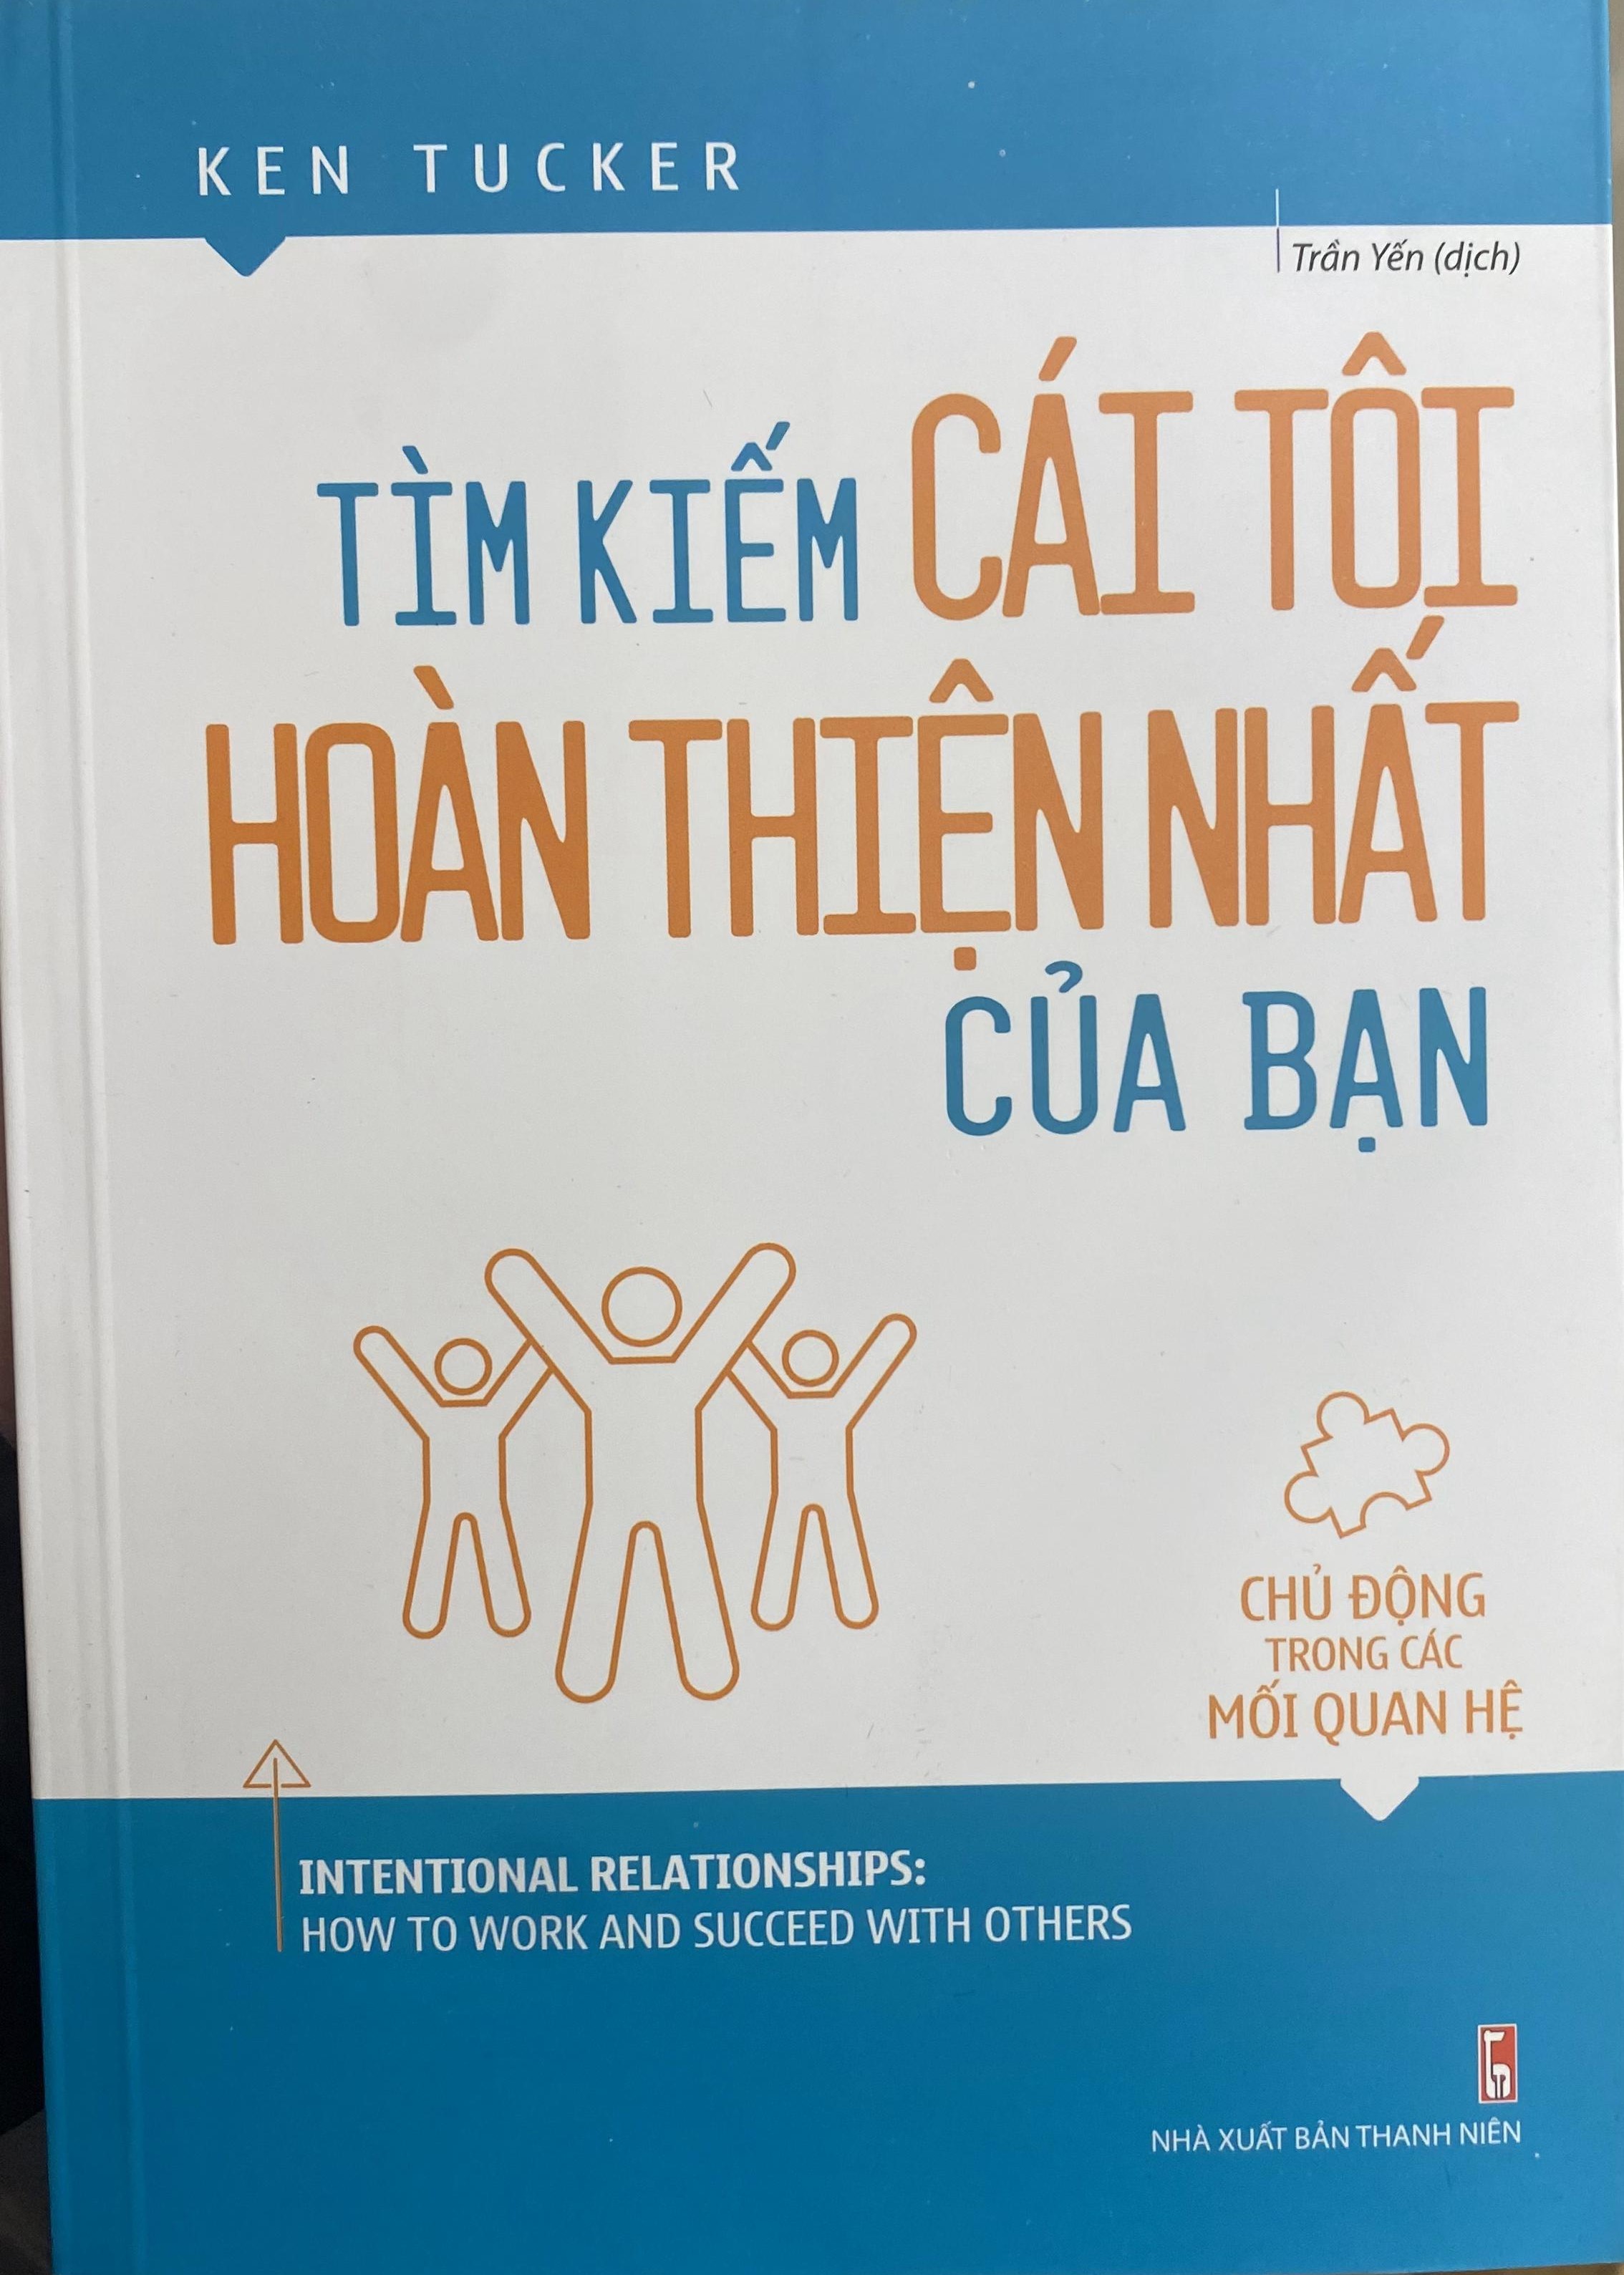 KEN TUCKER
Trần Yến (dịch)
TÌM KIẾM CÁI TÔI
HOÀN THIỆN NHẤT
CỦA BẠN
CHỦ ĐỘNG
TRONG CÁC
MỐI QUAN HỆ
INTENTIONAL RELATIONSHIPS:
HOW TO WORK AND SUCCEED WITH OTHERS
NHÀ XUẤT BẢN THANH NIÊN